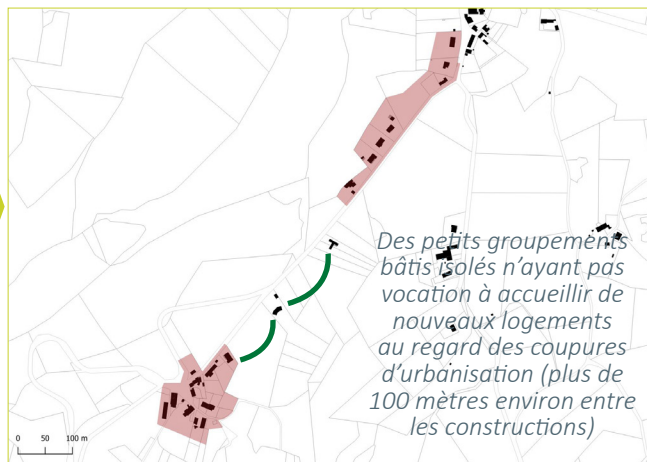 Des petits groupements
bâtis isolés n'ayant pas
vocation à accueillir de
nouveaux logements
au regard des coupures
d'urbanisation (plus de
100 mètres environ entre
les constructions)
0 50 100 m